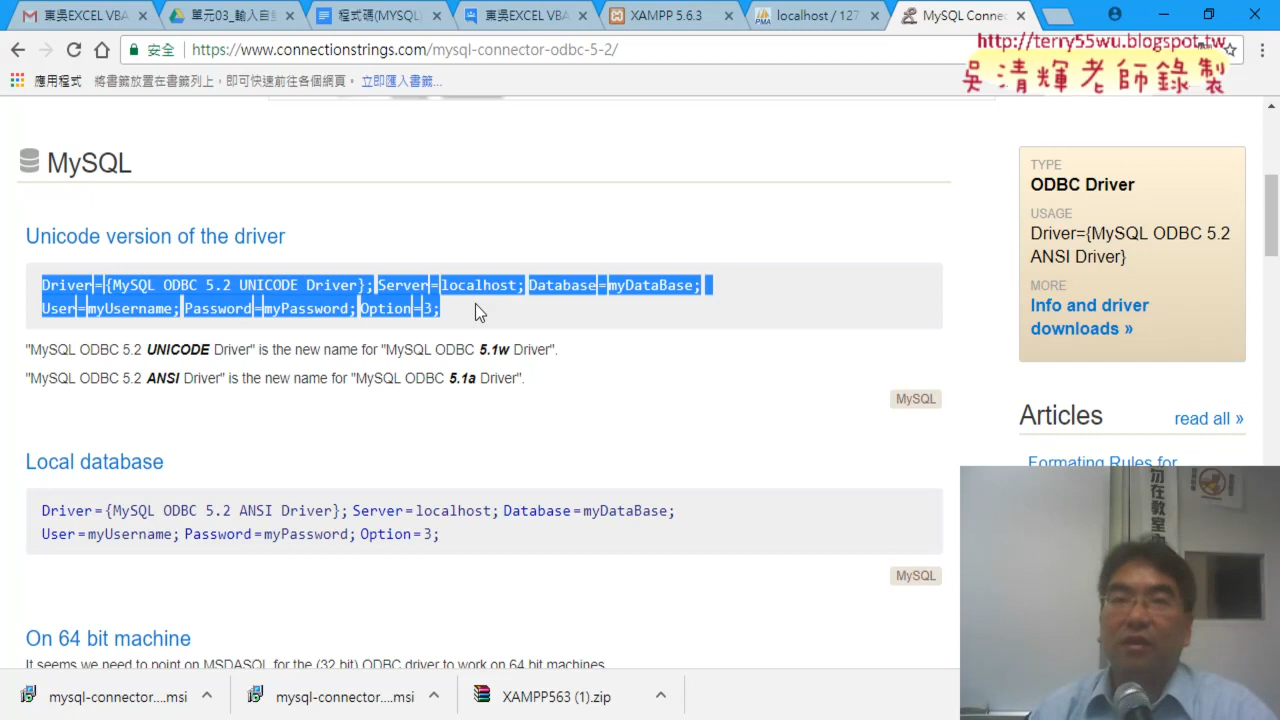 東吳EXCEL VBA
單元03_輸入自
程式碼(MYSQL
東吳EXCEL VBA
XAMPP 5.6.3
localhost / 127
MySQL Conne
安全
https://www.connectionstrings.com/mysql-connector-odbc-5-2/
http://terry55wu.blogspot.tw
吳清輝老師錄製
應用程式
將書籤放置在書籤列上，即可快速前往各個網頁。
立即匯入書籤...
MySQL
Unicode version of the driver
Driver={MySQL ODBC 5.2 UNICODE Driver}; Server=localhost; Database=myDataBase;
User=myUsername; Password=myPassword; Option=3;
"MySQL ODBC 5.2 UNICODE Driver" is the new name for "MySQL ODBC 5.1w Driver".
"MySQL ODBC 5.2 ANSI Driver" is the new name for "MySQL ODBC 5.1a Driver".
MySQL
Local database
Driver={MySQL ODBC 5.2 ANSI Driver}; Server=localhost; Database=myDataBase;
User=myUsername; Password=myPassword; Option=3;
MySQL
On 64 bit machine
It seems we need to point on MSDASQL for the (32 bit) ODBC driver to work on 64 bit machines
TYPE
ODBC Driver
USAGE
Driver={MySQL ODBC 5.2
ANSI Driver}
MORE
Info and driver
downloads »
Articles
read all »
Formating Rules for
勿在教室內
mysql-connector....msi
mysql-connector....msi
XAMPP563 (1).zip